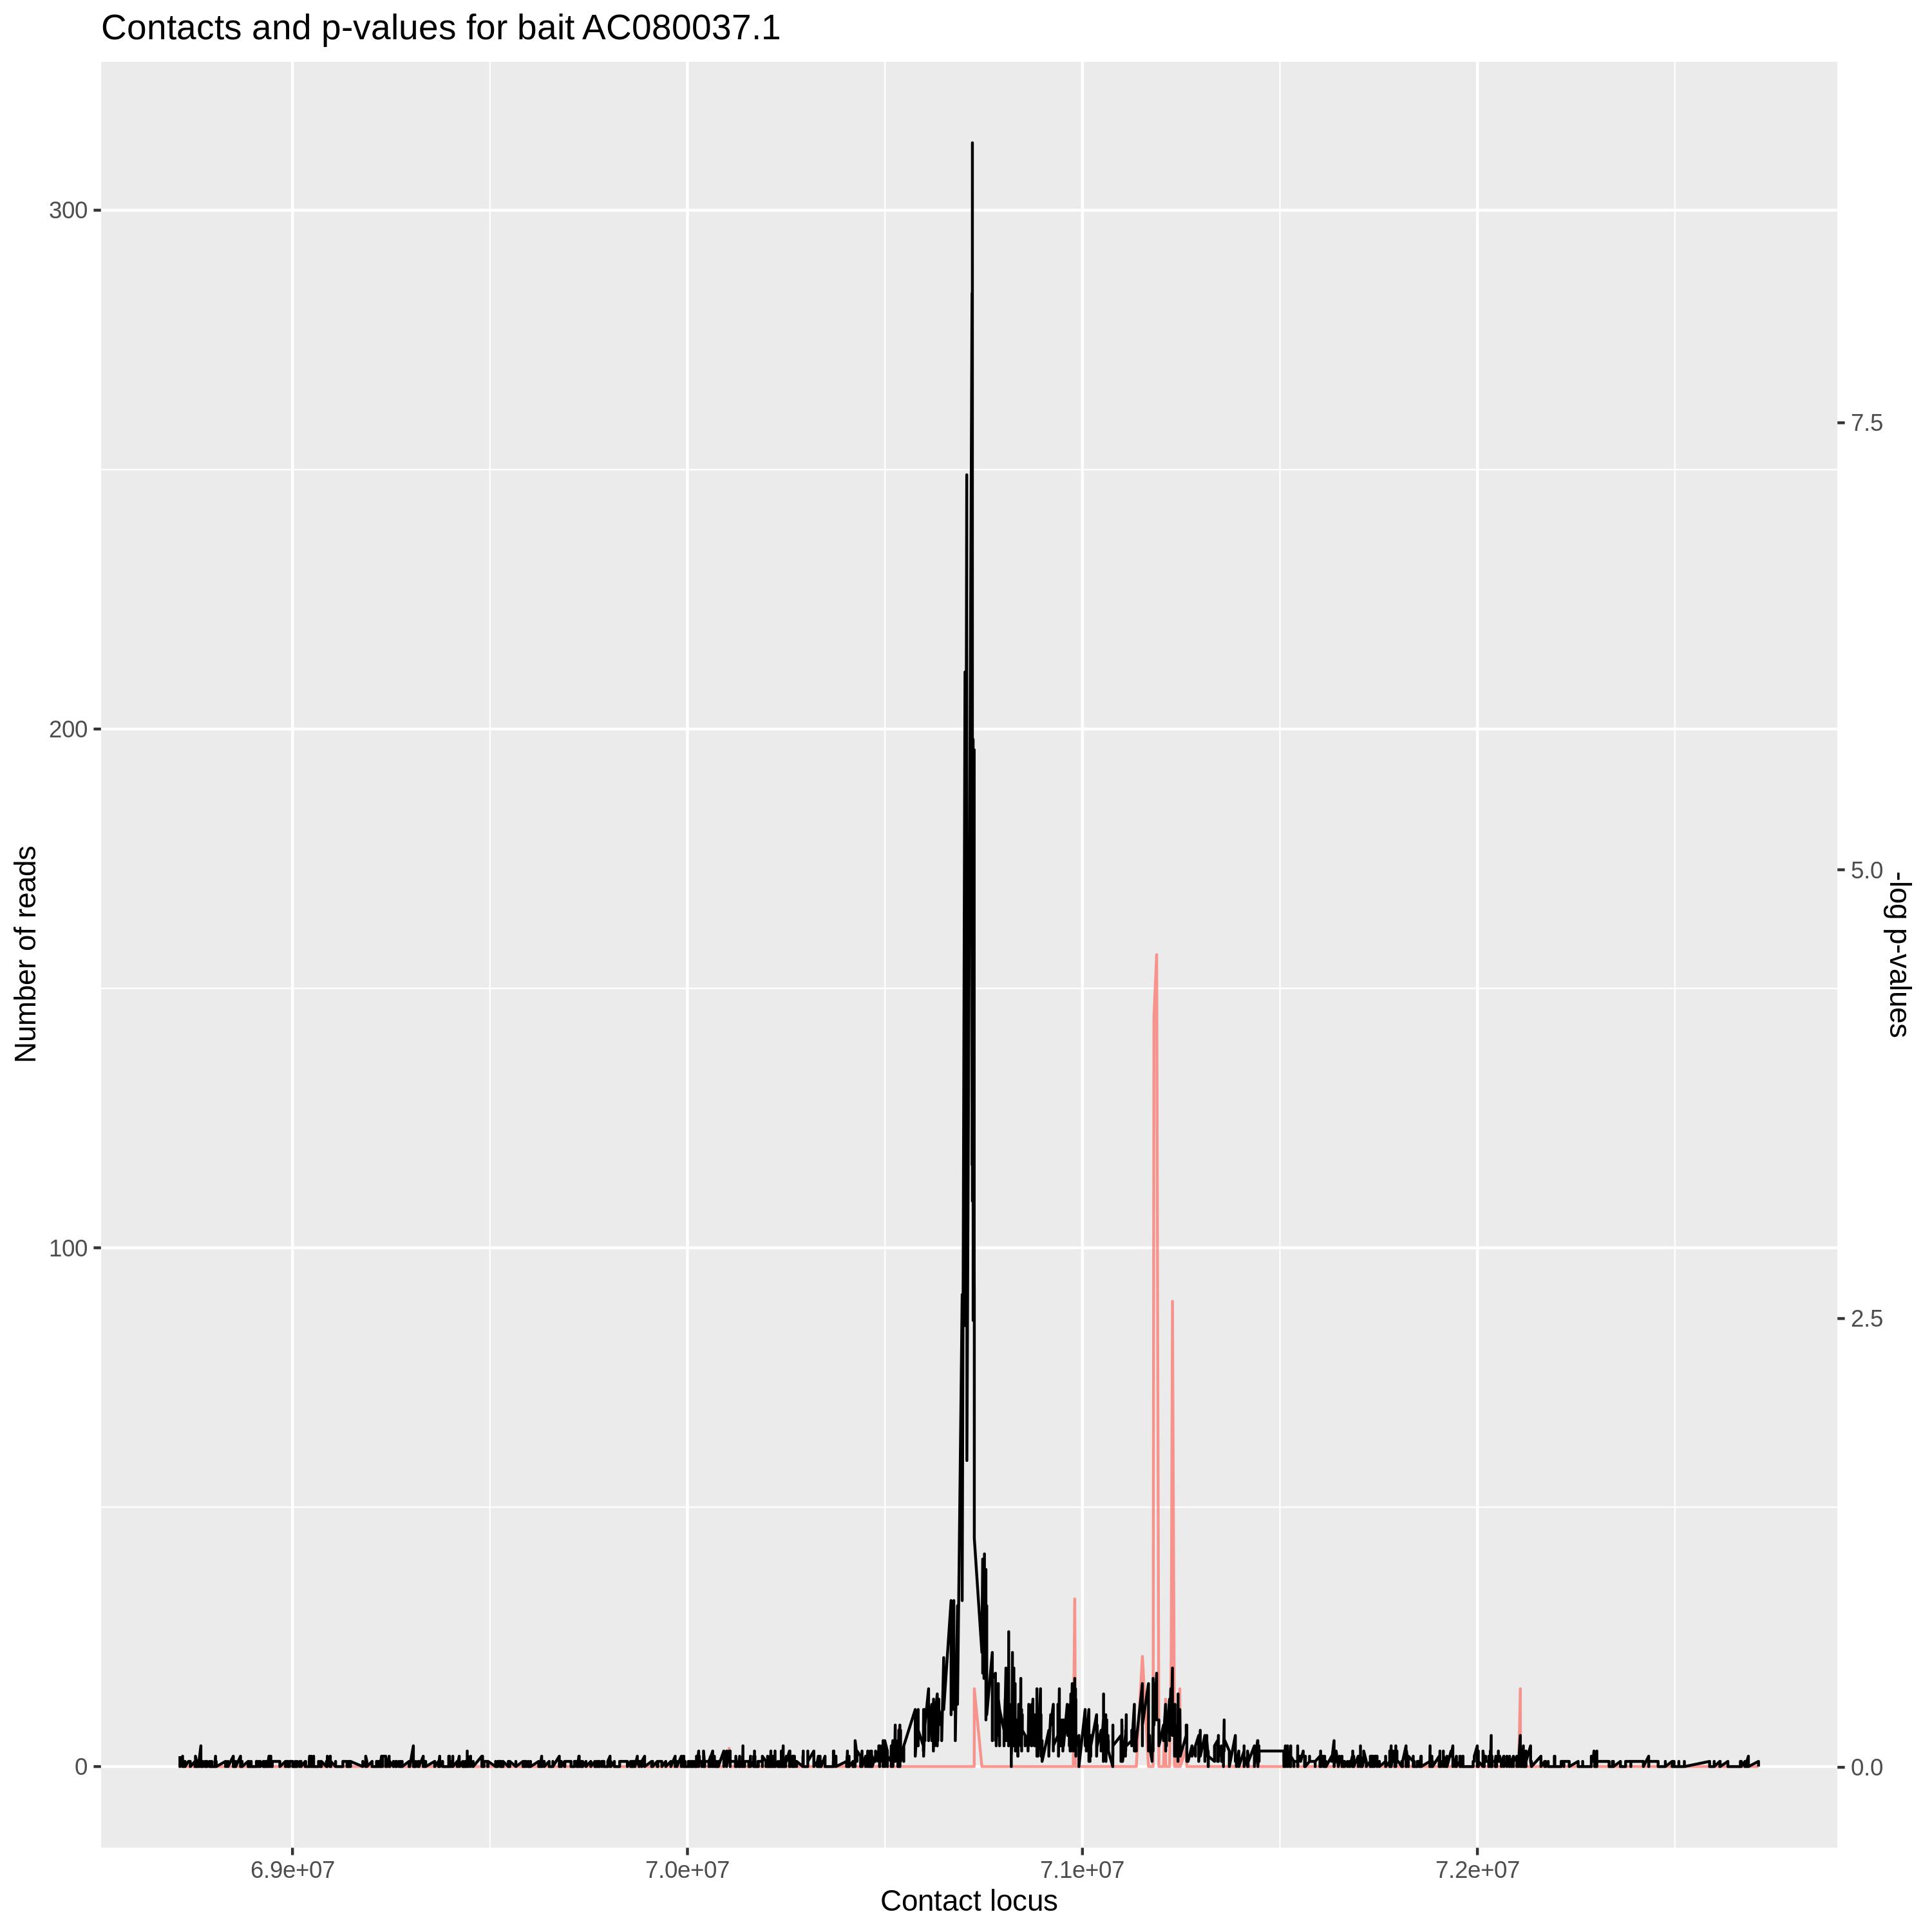 Contacts and p-values for bait AC080037.1
300
200
100
0
Number of reads
7.5
5.0
2.5
0.0
-log p-values
6.9e+07
7.0e+07
7.1e+07
7.2e+07
Contact locus